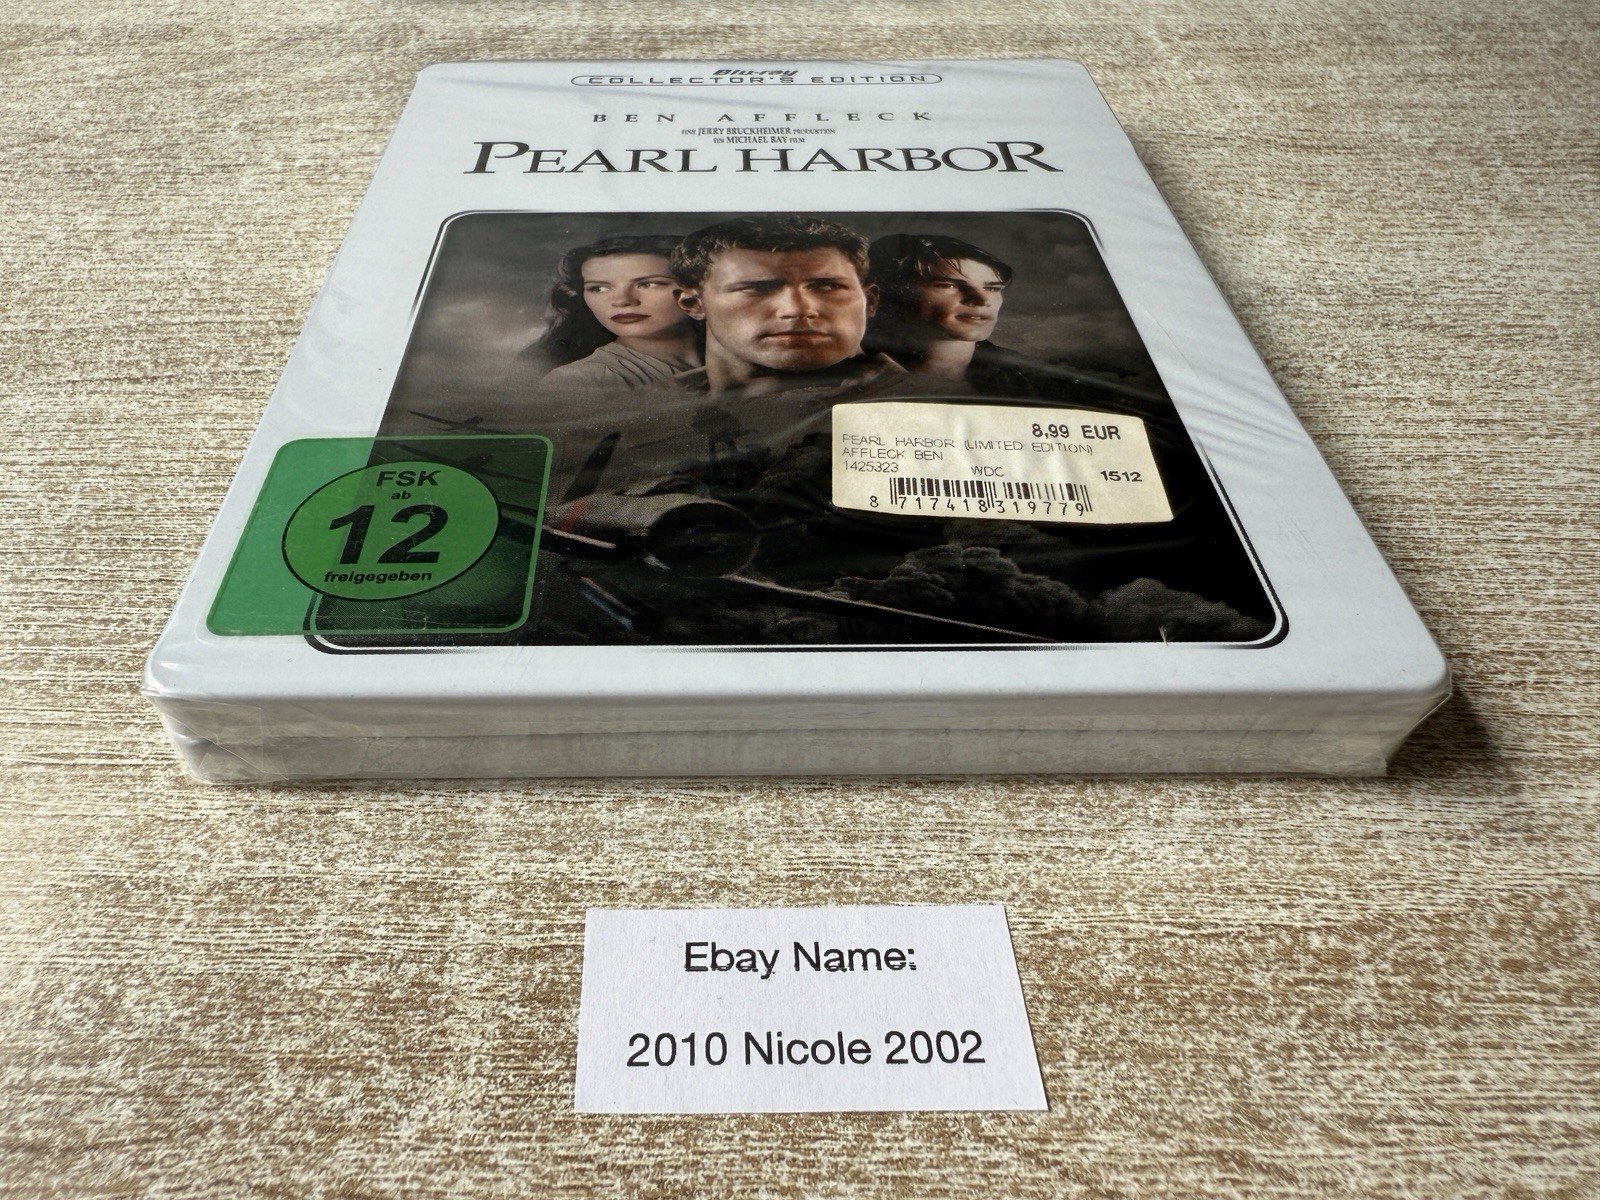 Blu-ray
COLLECTOR'S EDITION
BEN AFFLECK
EINE JERRY BRUCKHEIMER PRODUKTION
EIN MICHAEL BAY FILM
PEARL HARBOR
8,99 EUR
PEARL HARBOR (LIMITED EDITION)
AFFLECK BEN
1425323 WDC 1512
8 717418 319779
FSK
ab
12
freigegeben
Ebay Name:
2010 Nicole 2002